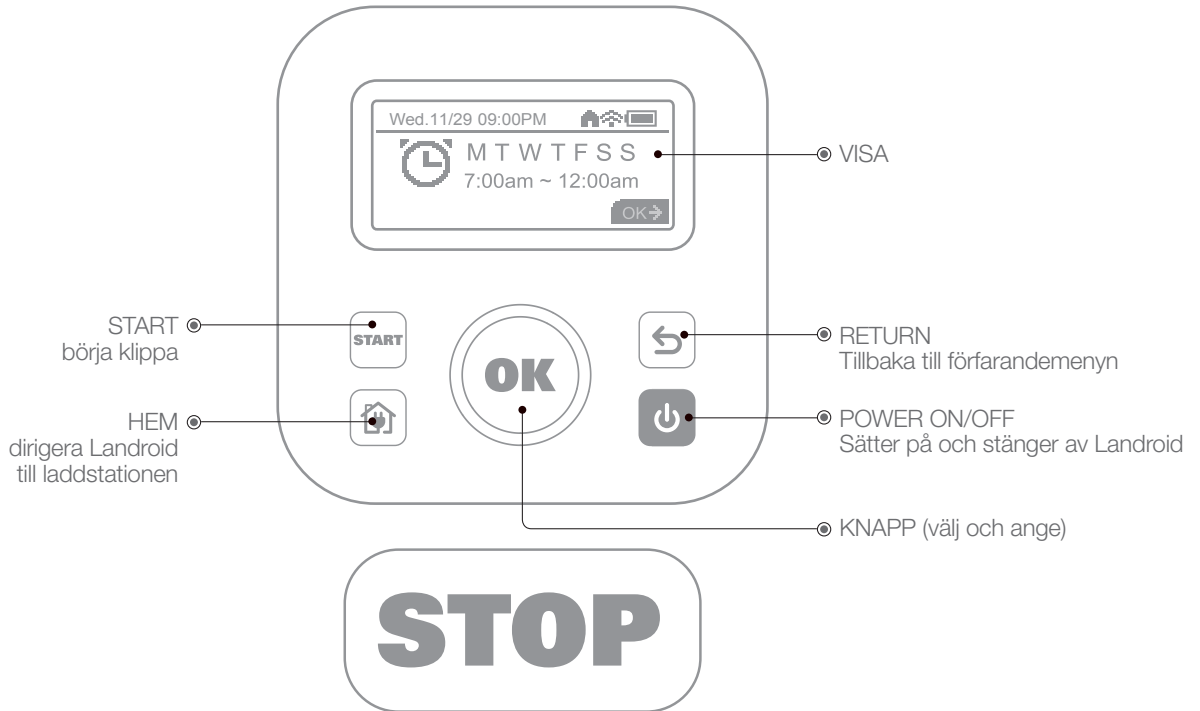 Wed.11/29 09:00PM
M T W T F S S
7:00am ~ 12:00am
OK
VISA
START
börja klippa
START
OK
RETURN
Tillbaka till förfarandemenyn
HEM
dirigera Landroid
till laddstationen
POWER ON/OFF
Sätter på och stänger av Landroid
KNAPP (välj och ange)
STOP